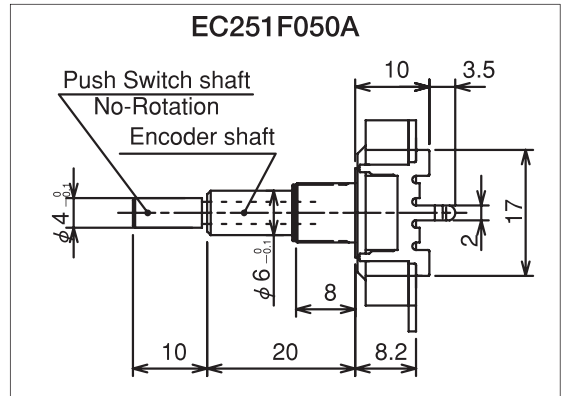 EC251F050A
Push Switch shaft
No-Rotation
Encoder shaft
10
3.5
φ4 0 -0.1
φ6 0 -0.1
17
2
8
10
20
8.2